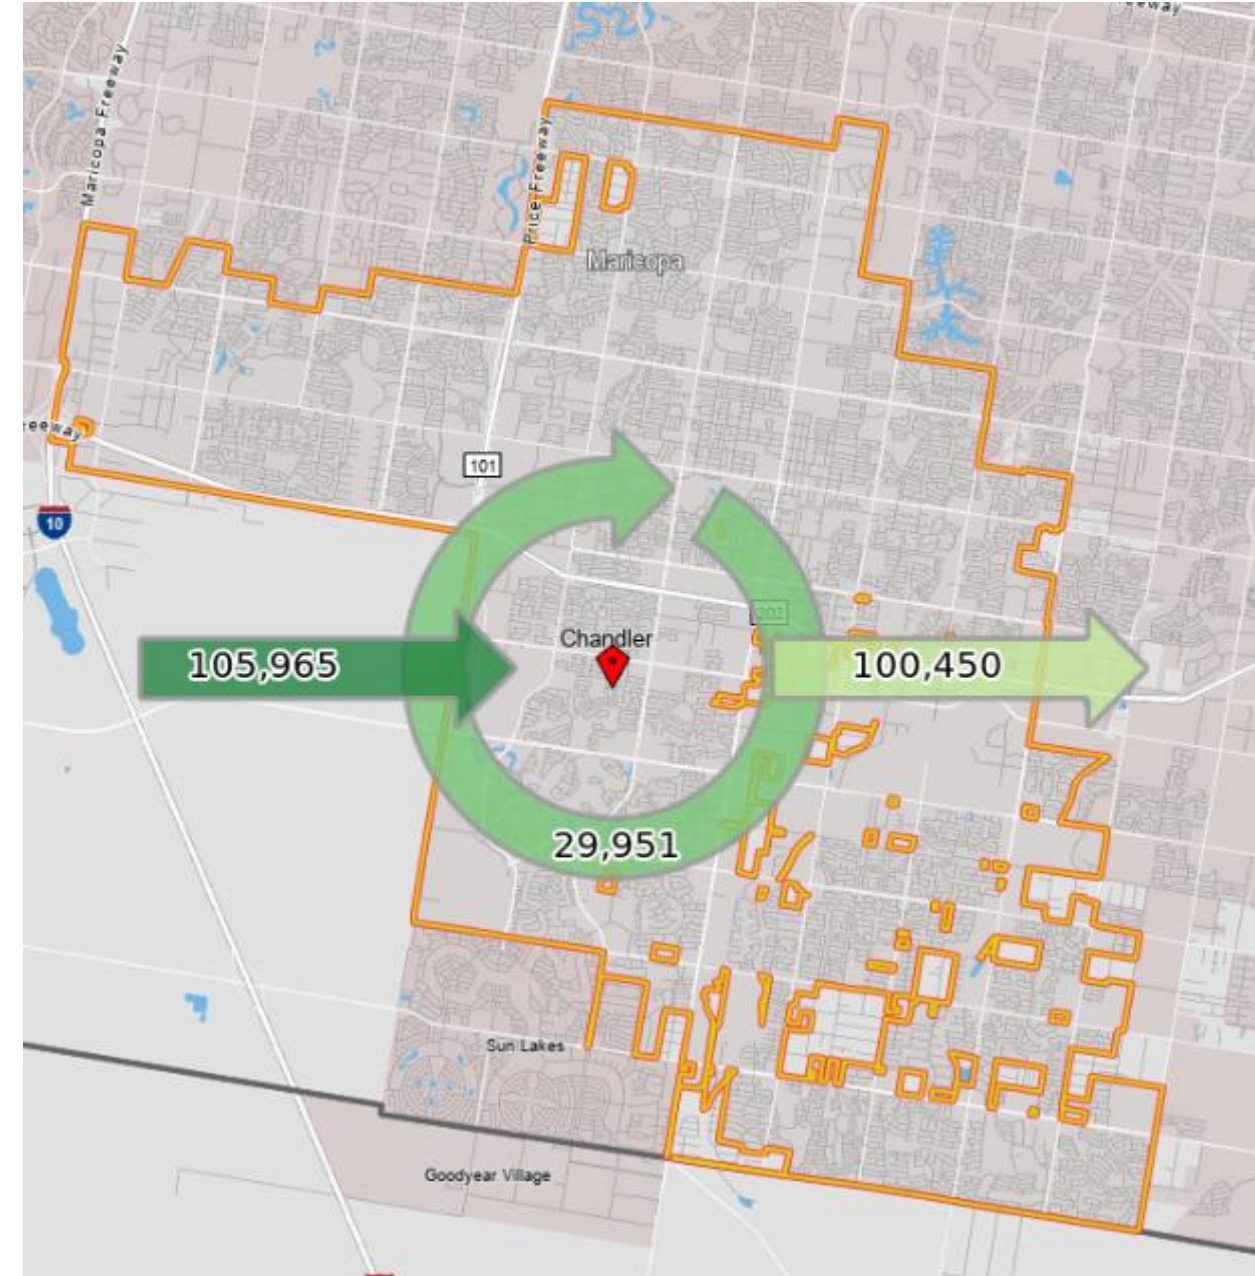 eeway
Maricopa Freeway
Price Freeway
Maricopa
eeway
101
10
202
Chandler
105,965
100,450
29,951
Sun Lakes
Goodyear Village